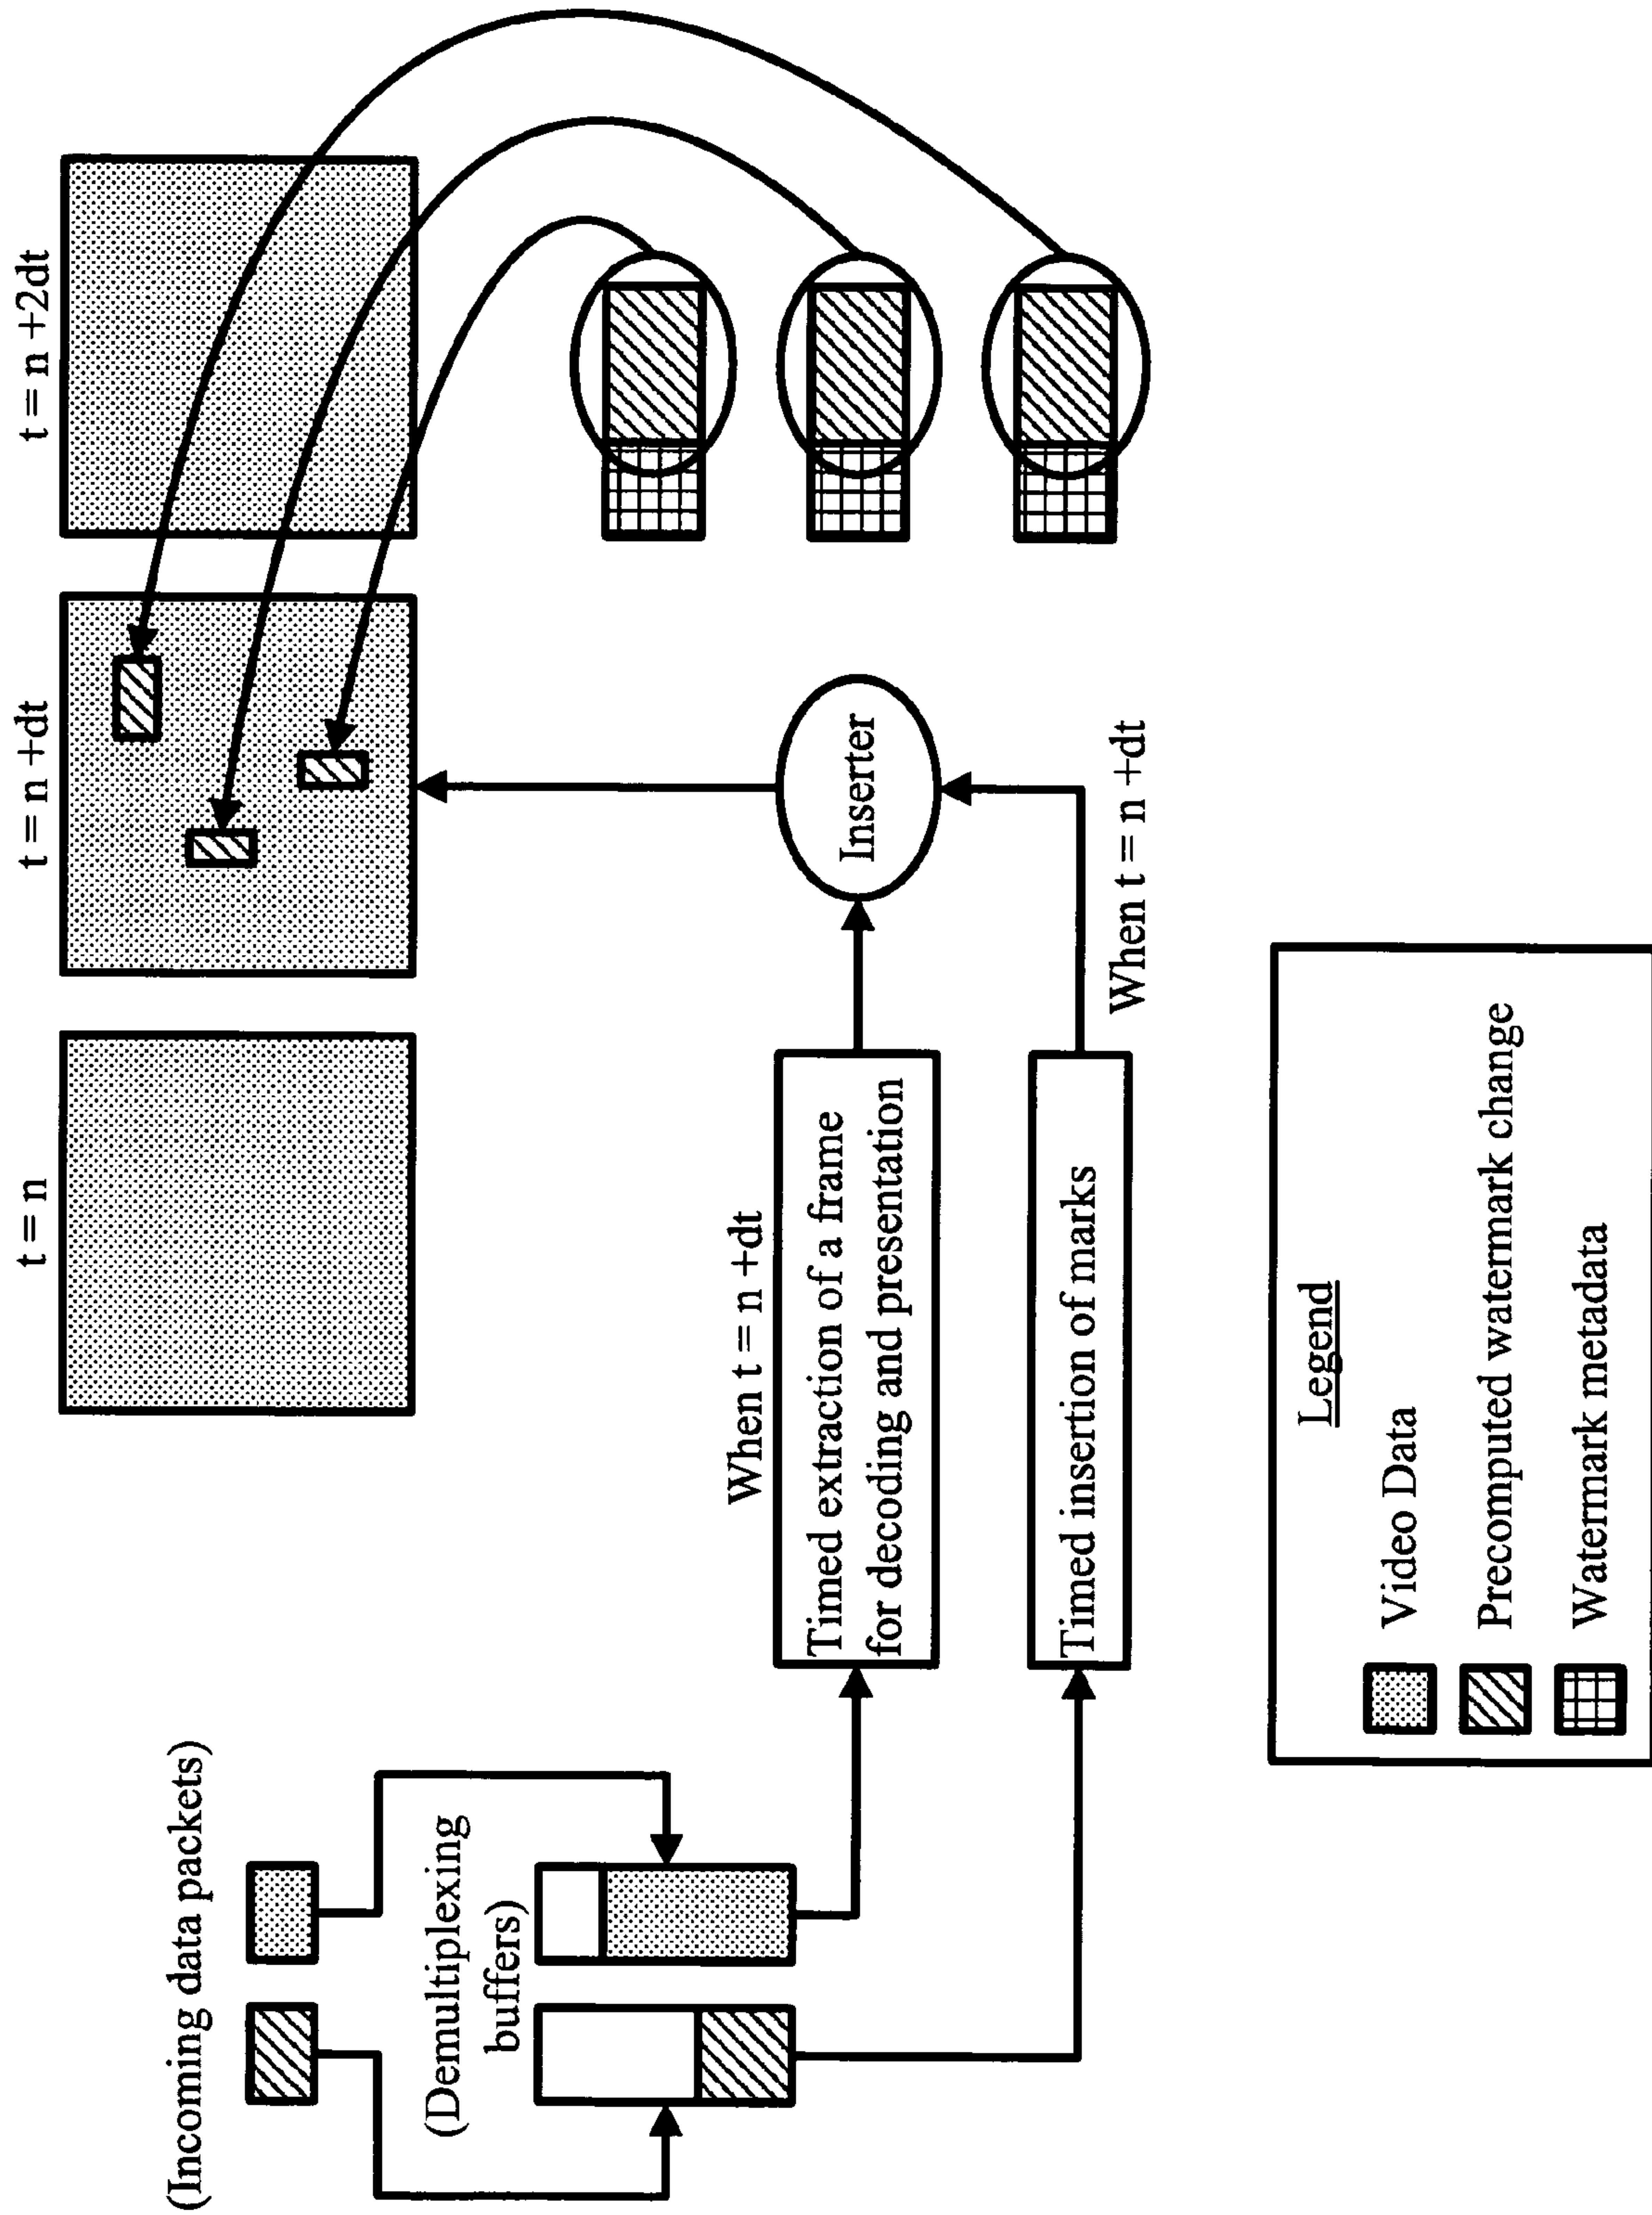 t = n
t = n +dt
t = n +2dt
(Incoming data packets)
(Demultiplexing
buffers)
When t = n +dt
Timed extraction of a frame
for decoding and presentation
Inserter
Timed insertion of marks
When t = n +dt
Legend
Video Data
Precomputed watermark change
Watermark metadata